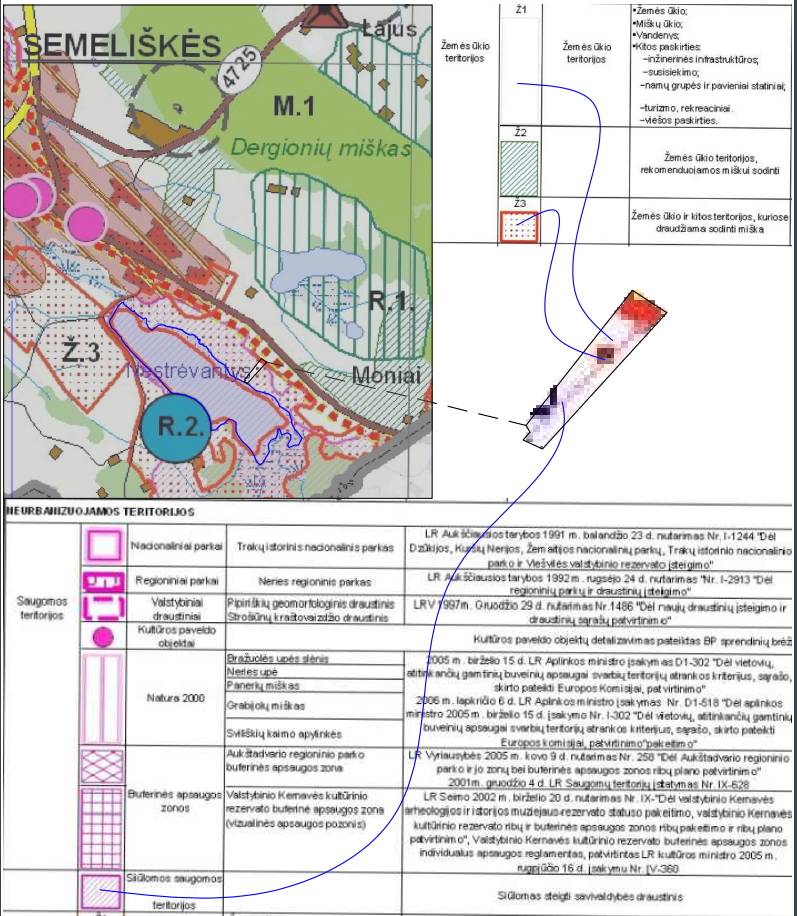 SEMELIŠKĖS
Lajus
4725
M.1
Dergionių miškas
R.1.
Ž.3
Niestrėvantys
Moniai
R.2.
Žemės ūkio
teritorijos
Ž1
Žemės ūkio
teritorijos
•Žemės ūkio;
•Miškų ūkio;
•Vandenys;
•Kitos paskirties:
–inžinerinės infrastruktūros;
–susisiekimo;
–namų grupės ir pavieniai statiniai;
–turizmo, rekreaciniai.
–viešos paskirties.
Ž2
Žemės ūkio teritorijos,
rekomenduojamos miškui sodinti
Ž3
Žemės ūkio ir kitos teritorijos, kuriose
draudžiama sodinti mišką
NEURBANIZUOJAMOS TERITORIJOS
Saugomos
teritorijos
Nacionaliniai parkai
Trakų istorinis nacionalinis parkas
LR Aukščiausios tarybos 1991 m. balandžio 23 d. nutarimas Nr. I-1244 "Dėl
Dzūkijos, Kuršių Nerijos, Žemaitijos nacionalinių parkų, Trakų istorinio nacionalinio
parko ir Viešvilės valstybinio rezervato įsteigimo"
Regioniniai parkai
Neries regioninis parkas
LR Aukščiausios tarybos 1992 m. rugsėjo 24 d. nutarimas "Nr. I-2913 "Dėl
regioninių parkų ir draustinių įsteigimo"
Valstybiniai
draustiniai
Pipiriškių geomorfologinis draustinis
Strošiūnų kraštovaizdžio draustinis
LRV 1997m. Gruodžio 29 d. nutarimas Nr.1486 "Dėl naujų draustinių įsteigimo ir
draustinių sąrašų patvirtinimo"
Kultūros paveldo
objektai
Kultūros paveldo objektų detalizavimas pateiktas BP sprendinių brėž
Natura 2000
Bražuolės upės slėnis
Neries upė
Panerių miškas
Grabijolų miškas
Sviliškių kaimo apylinkės
2005 m. birželio 15 d. LR Aplinkos ministro įsakymas D1-302 "Dėl vietovių,
atitinkančių gamtinių buveinių apsaugai svarbių teritorijų atrankos kriterijus, sąrašo,
skirto pateikti Europos Komisijai, patvirtinimo"
2006 m. lapkričio 6 d. LR Aplinkos ministro įsakymas Nr. D1-518 "Dėl aplinkos
ministro 2005 m. birželio 15 d. įsakymo Nr. I-302 "Dėl vietovių, atitinkančių gamtinių
buveinių apsaugai svarbių teritorijų atrankos kriterijus, sąrašo, skirto pateikti
Europos komisijai, patvirtinimo"pakeitimo"
Buferinės apsaugos
zonos
Aukštadvario regioninio parko
buferinės apsaugos zona
LR Vyriausybės 2005 m. kovo 9 d. nutarimas Nr. 258 "Dėl Aukštadvario regioninio
parko ir jo zonų bei buferinės apsaugos zonos ribų plano patvirtinimo"
2001m. gruodžio 4 d. LR Saugomų teritorijų įstatymas Nr. IX-628
Valstybinio Kernavės kultūrinio
rezervato buferinė apsaugos zona
(vizualinės apsaugos pozonis)
LR Seimo 2002 m. birželio 20 d. nutarimas Nr. IX-"Dėl valstybinio Kernavės
archeologijos ir istorijos muziejaus-rezervato statuso pakeitimo, valstybinio Kernavės
kultūrinio rezervato ribų ir buferinės apsaugos zonos ribų pakeitimo ir ribų plano
patvirtinimo", Valstybinio Kernavės kultūrinio rezervato buferinės apsaugos zonos
individualus apsaugos reglamentas, patvirtintas LR kultūros ministro 2005 m.
rugpjūčio 16 d. įsakymu Nr. ĮV-360
Siūlomos saugomos
teritorijos
Siūlomas steigti savivaldybės draustinis